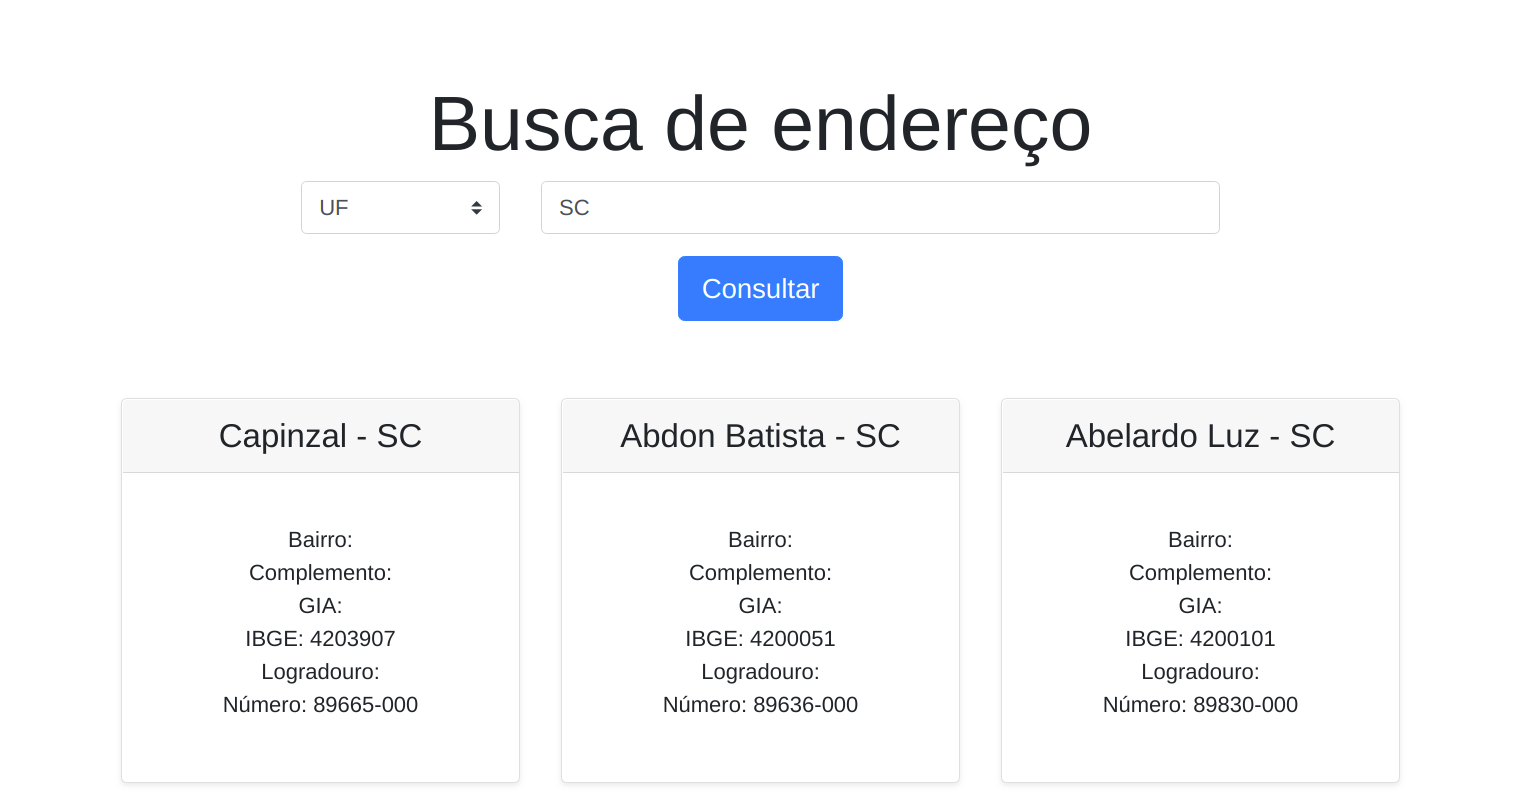 Busca de endereço
UF
SC
Consultar
Capinzal - SC
Bairro:
Complemento:
GIA:
IBGE: 4203907
Logradouro:
Número: 89665-000
Abdon Batista - SC
Bairro:
Complemento:
GIA:
IBGE: 4200051
Logradouro:
Número: 89636-000
Abelardo Luz - SC
Bairro:
Complemento:
GIA:
IBGE: 4200101
Logradouro:
Número: 89830-000